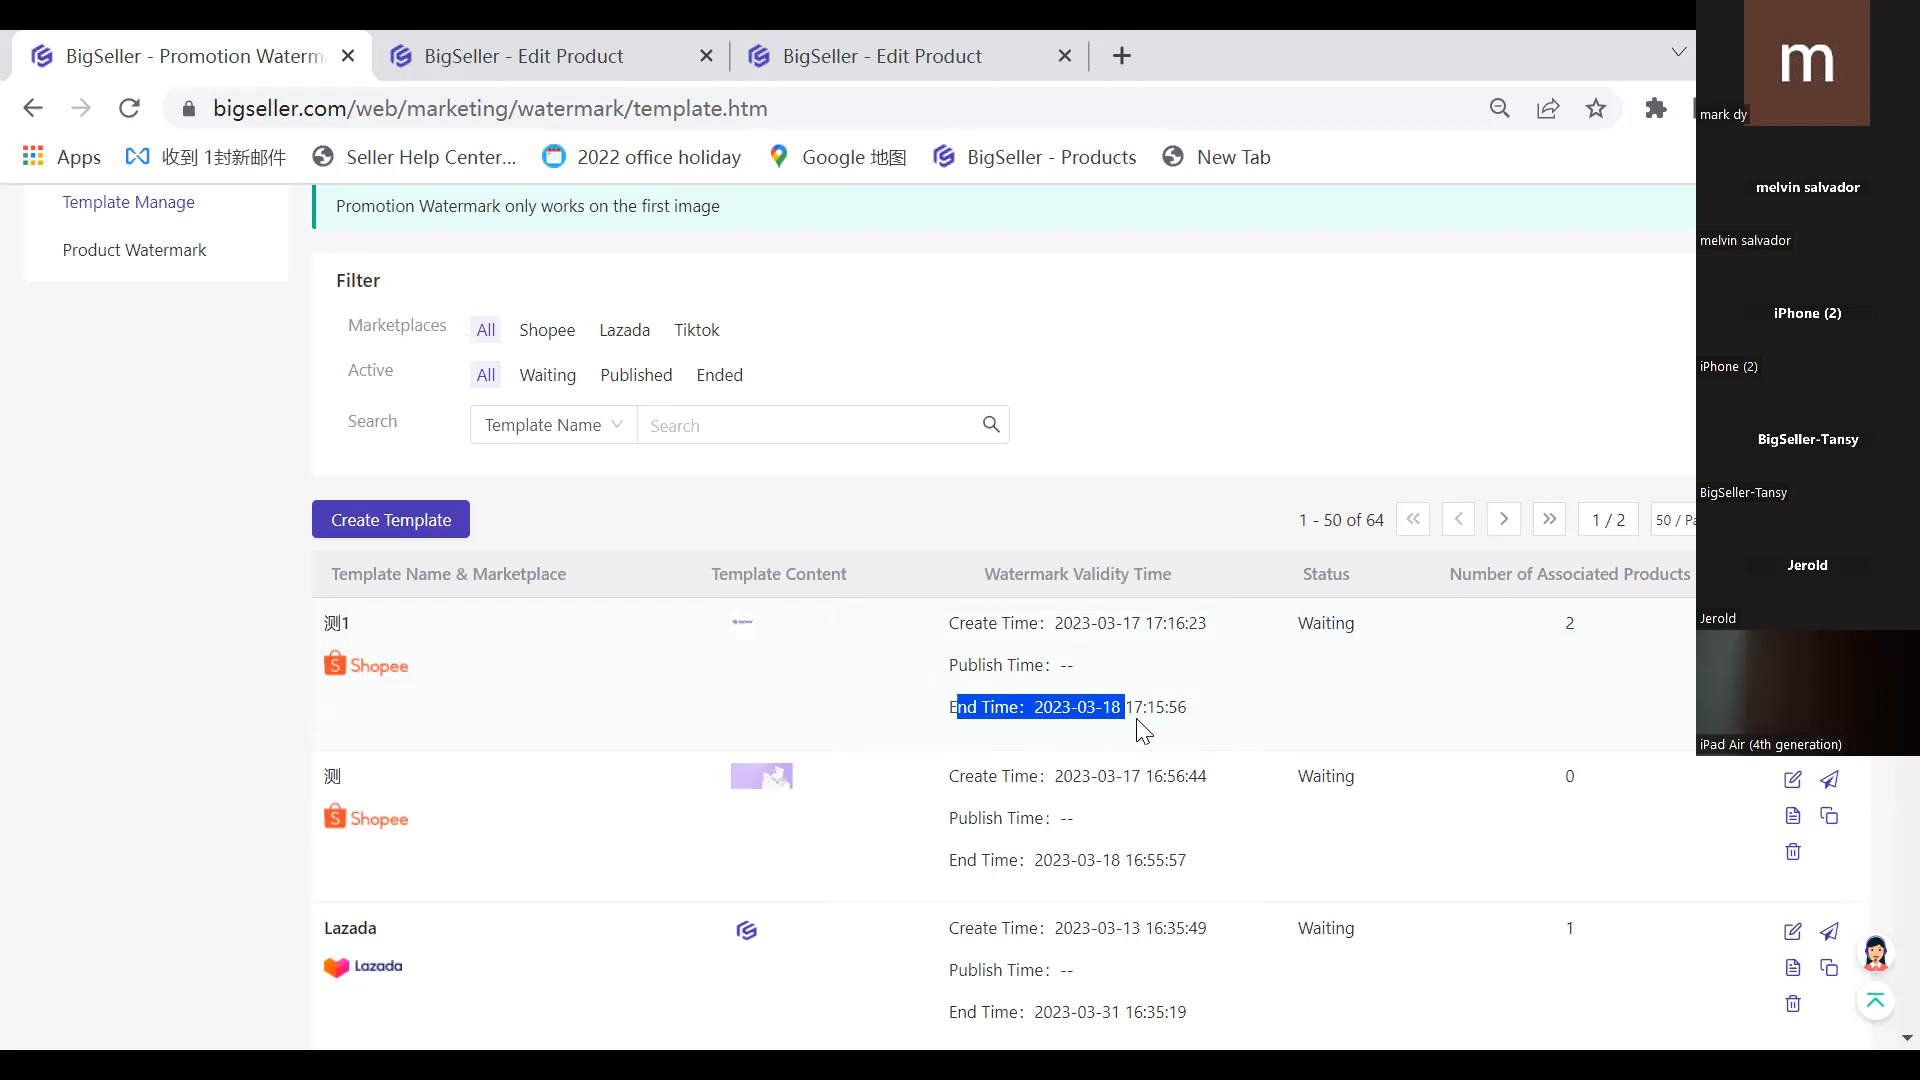 BigSeller - Promotion Waterm
BigSeller - Edit Product
BigSeller - Edit Product
bigseller.com/web/marketing/watermark/template.htm
Apps
收到 1封新邮件
Seller Help Center...
2022 office holiday
Google 地图
BigSeller - Products
New Tab
Template Manage
Product Watermark
Promotion Watermark only works on the first image
Filter
Marketplaces All Shopee Lazada Tiktok
Active All Waiting Published Ended
Search Template Name Search
Create Template
1 - 50 of 64
1 / 2
50 / Pa
Template Name & Marketplace Template Content Watermark Validity Time Status Number of Associated Products
测1
Shopee
Create Time：2023-03-17 17:16:23
Publish Time：--
End Time：2023-03-18 17:15:56
Waiting
2
测
Shopee
Create Time：2023-03-17 16:56:44
Publish Time：--
End Time：2023-03-18 16:55:57
Waiting
0
Lazada
Lazada
Create Time：2023-03-13 16:35:49
Publish Time：--
End Time：2023-03-31 16:35:19
Waiting
1
m
mark dy
melvin salvador
melvin salvador
iPhone (2)
iPhone (2)
BigSeller-Tansy
BigSeller-Tansy
Jerold
Jerold
iPad Air (4th generation)